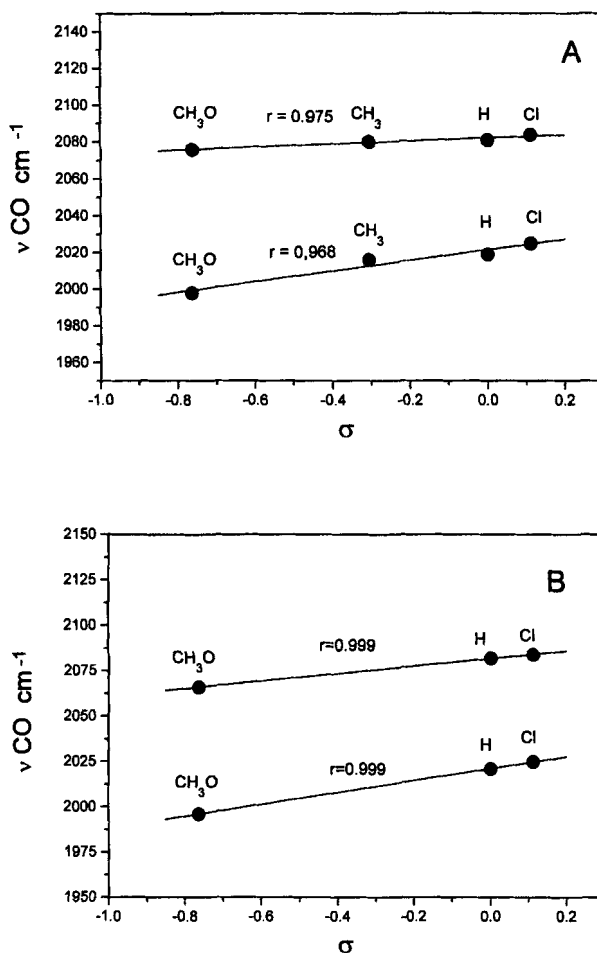 2140
2120
2100
2080
2060
2040
2020
2000
1980
1960
ν CO cm⁻¹
A
CH₃O
r = 0.975
CH₃
H
Cl
CH₃O
r = 0,968
CH₃
H
Cl
-1.0 -0.8 -0.6 -0.4 -0.2 0.0 0.2
σ
2150
2125
2100
2075
2050
2025
2000
1975
1950
ν CO cm⁻¹
B
CH₃O
r=0.999
H
Cl
CH₃O
r=0.999
H
Cl
-1.0 -0.8 -0.6 -0.4 -0.2 0.0 0.2
σ